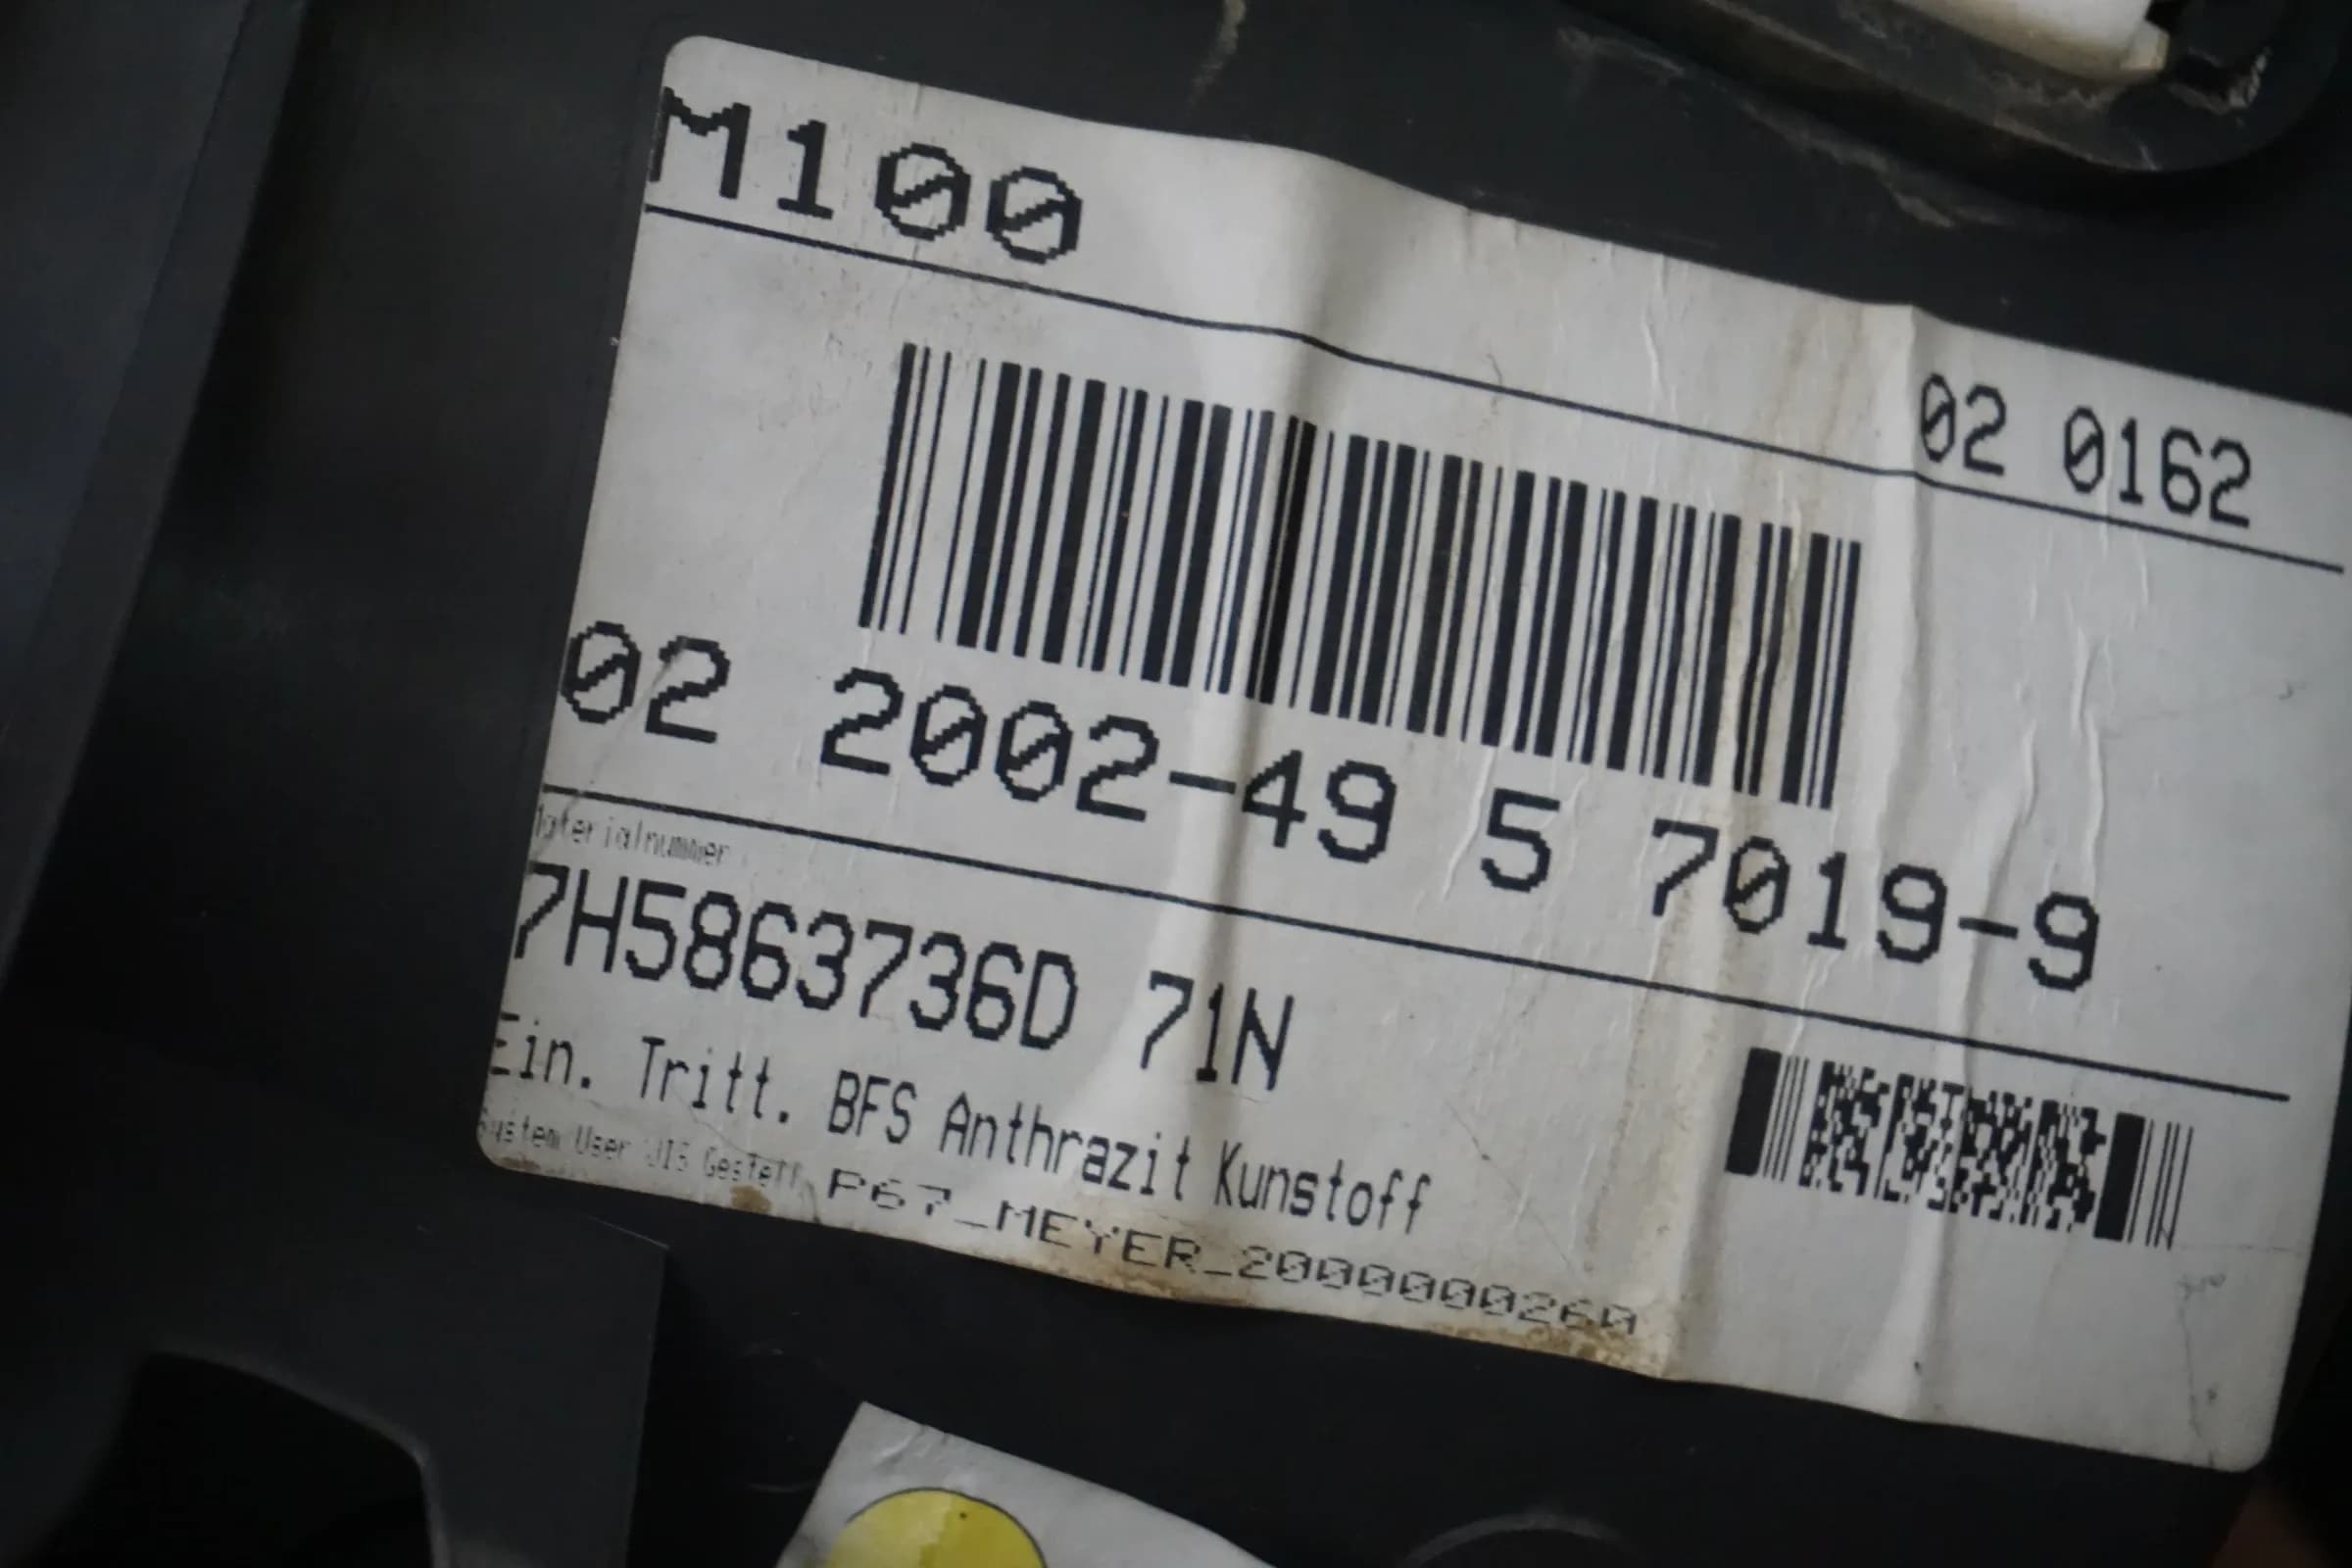 M100
02 0162
02 2002-49 5 7019-9
Materialnummer
7H5863736D 71N
Ein. Tritt. BFS Anthrazit Kunstoff
System User VIS Gestell P67_MEYER_2000000260